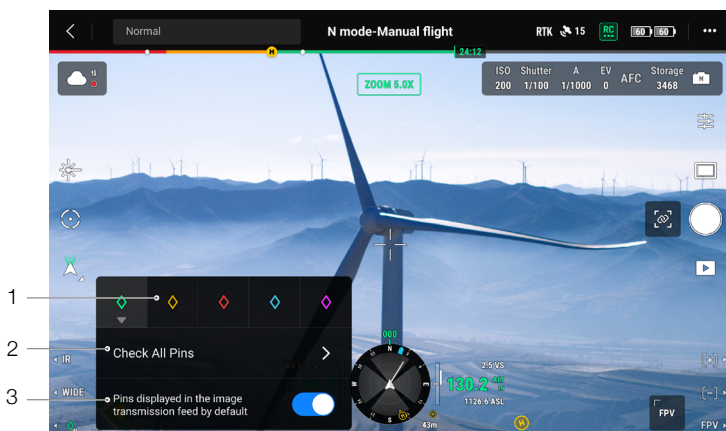 Normal
N mode-Manual flight
RTK 15 RC 60 60
24:12
ZOOM 5.0X
ISO Shutter A EV AFC Storage
200 1/100 1/1000 0 3468
M
H
1
2
Check All Pins
3
Pins displayed in the image
transmission feed by default
IR
WIDE
000
N
E
S
W
2.5 VS
130.2 ALT
1126.6 ASL
43m
H
FPV
FPV